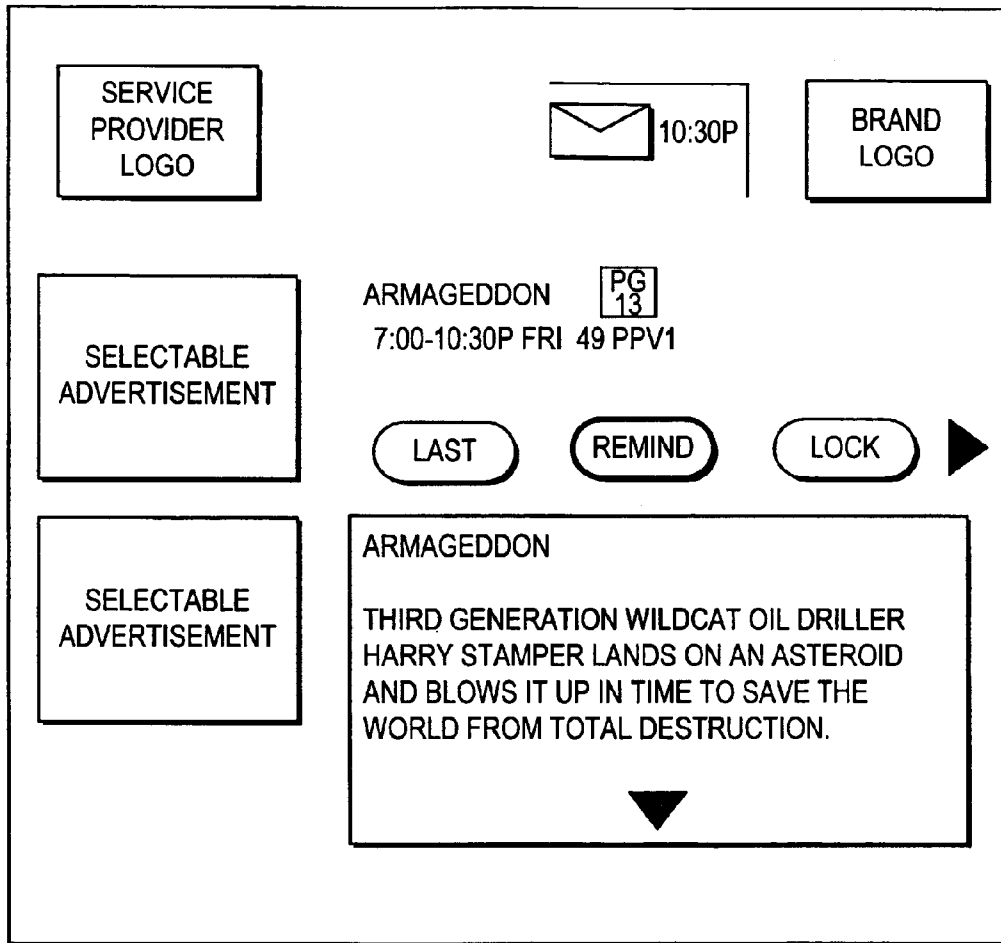 SERVICE
PROVIDER
LOGO
10:30P
BRAND
LOGO
ARMAGEDDON PG
13
7:00-10:30P FRI 49 PPV1
SELECTABLE
ADVERTISEMENT
LAST REMIND LOCK
SELECTABLE
ADVERTISEMENT
ARMAGEDDON
THIRD GENERATION WILDCAT OIL DRILLER
HARRY STAMPER LANDS ON AN ASTEROID
AND BLOWS IT UP IN TIME TO SAVE THE
WORLD FROM TOTAL DESTRUCTION.